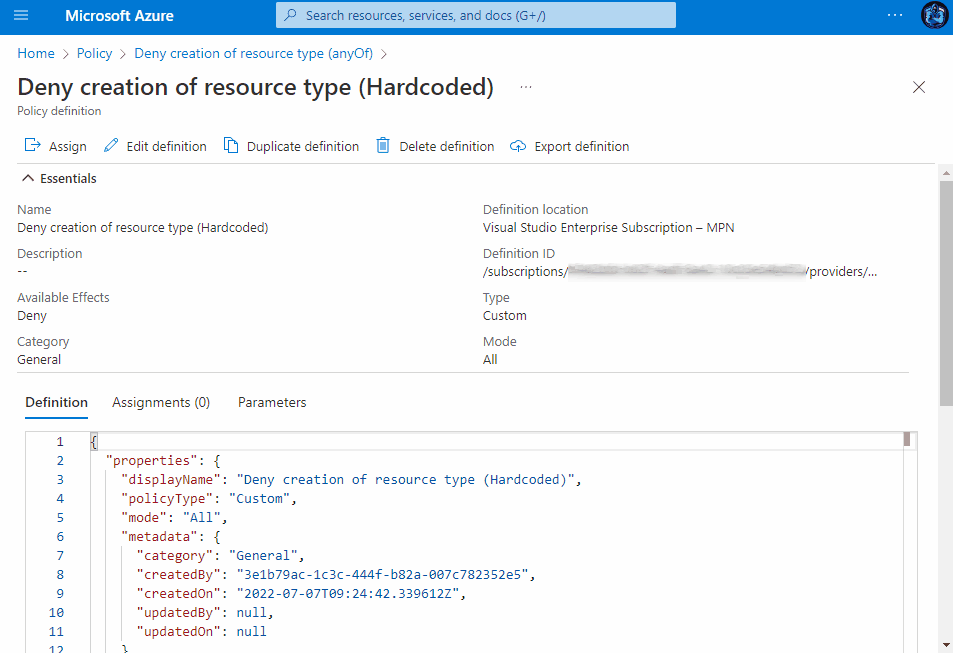 Microsoft Azure
Search resources, services, and docs (G+/)
...
Home > Policy > Deny creation of resource type (anyOf) >
Deny creation of resource type (Hardcoded) ...
Policy definition
Assign Edit definition Duplicate definition Delete definition Export definition
Essentials
Name
Deny creation of resource type (Hardcoded)
Description
--
Available Effects
Deny
Category
General
Definition location
Visual Studio Enterprise Subscription – MPN
Definition ID
/subscriptions/ /providers/...
Type
Custom
Mode
All
Definition Assignments (0) Parameters
1 {
2 "properties": {
3 "displayName": "Deny creation of resource type (Hardcoded)",
4 "policyType": "Custom",
5 "mode": "All",
6 "metadata": {
7 "category": "General",
8 "createdBy": "3e1b79ac-1c3c-444f-b82a-007c782352e5",
9 "createdOn": "2022-07-07T09:24:42.339612Z",
10 "updatedBy": null,
11 "updatedOn": null
12 }